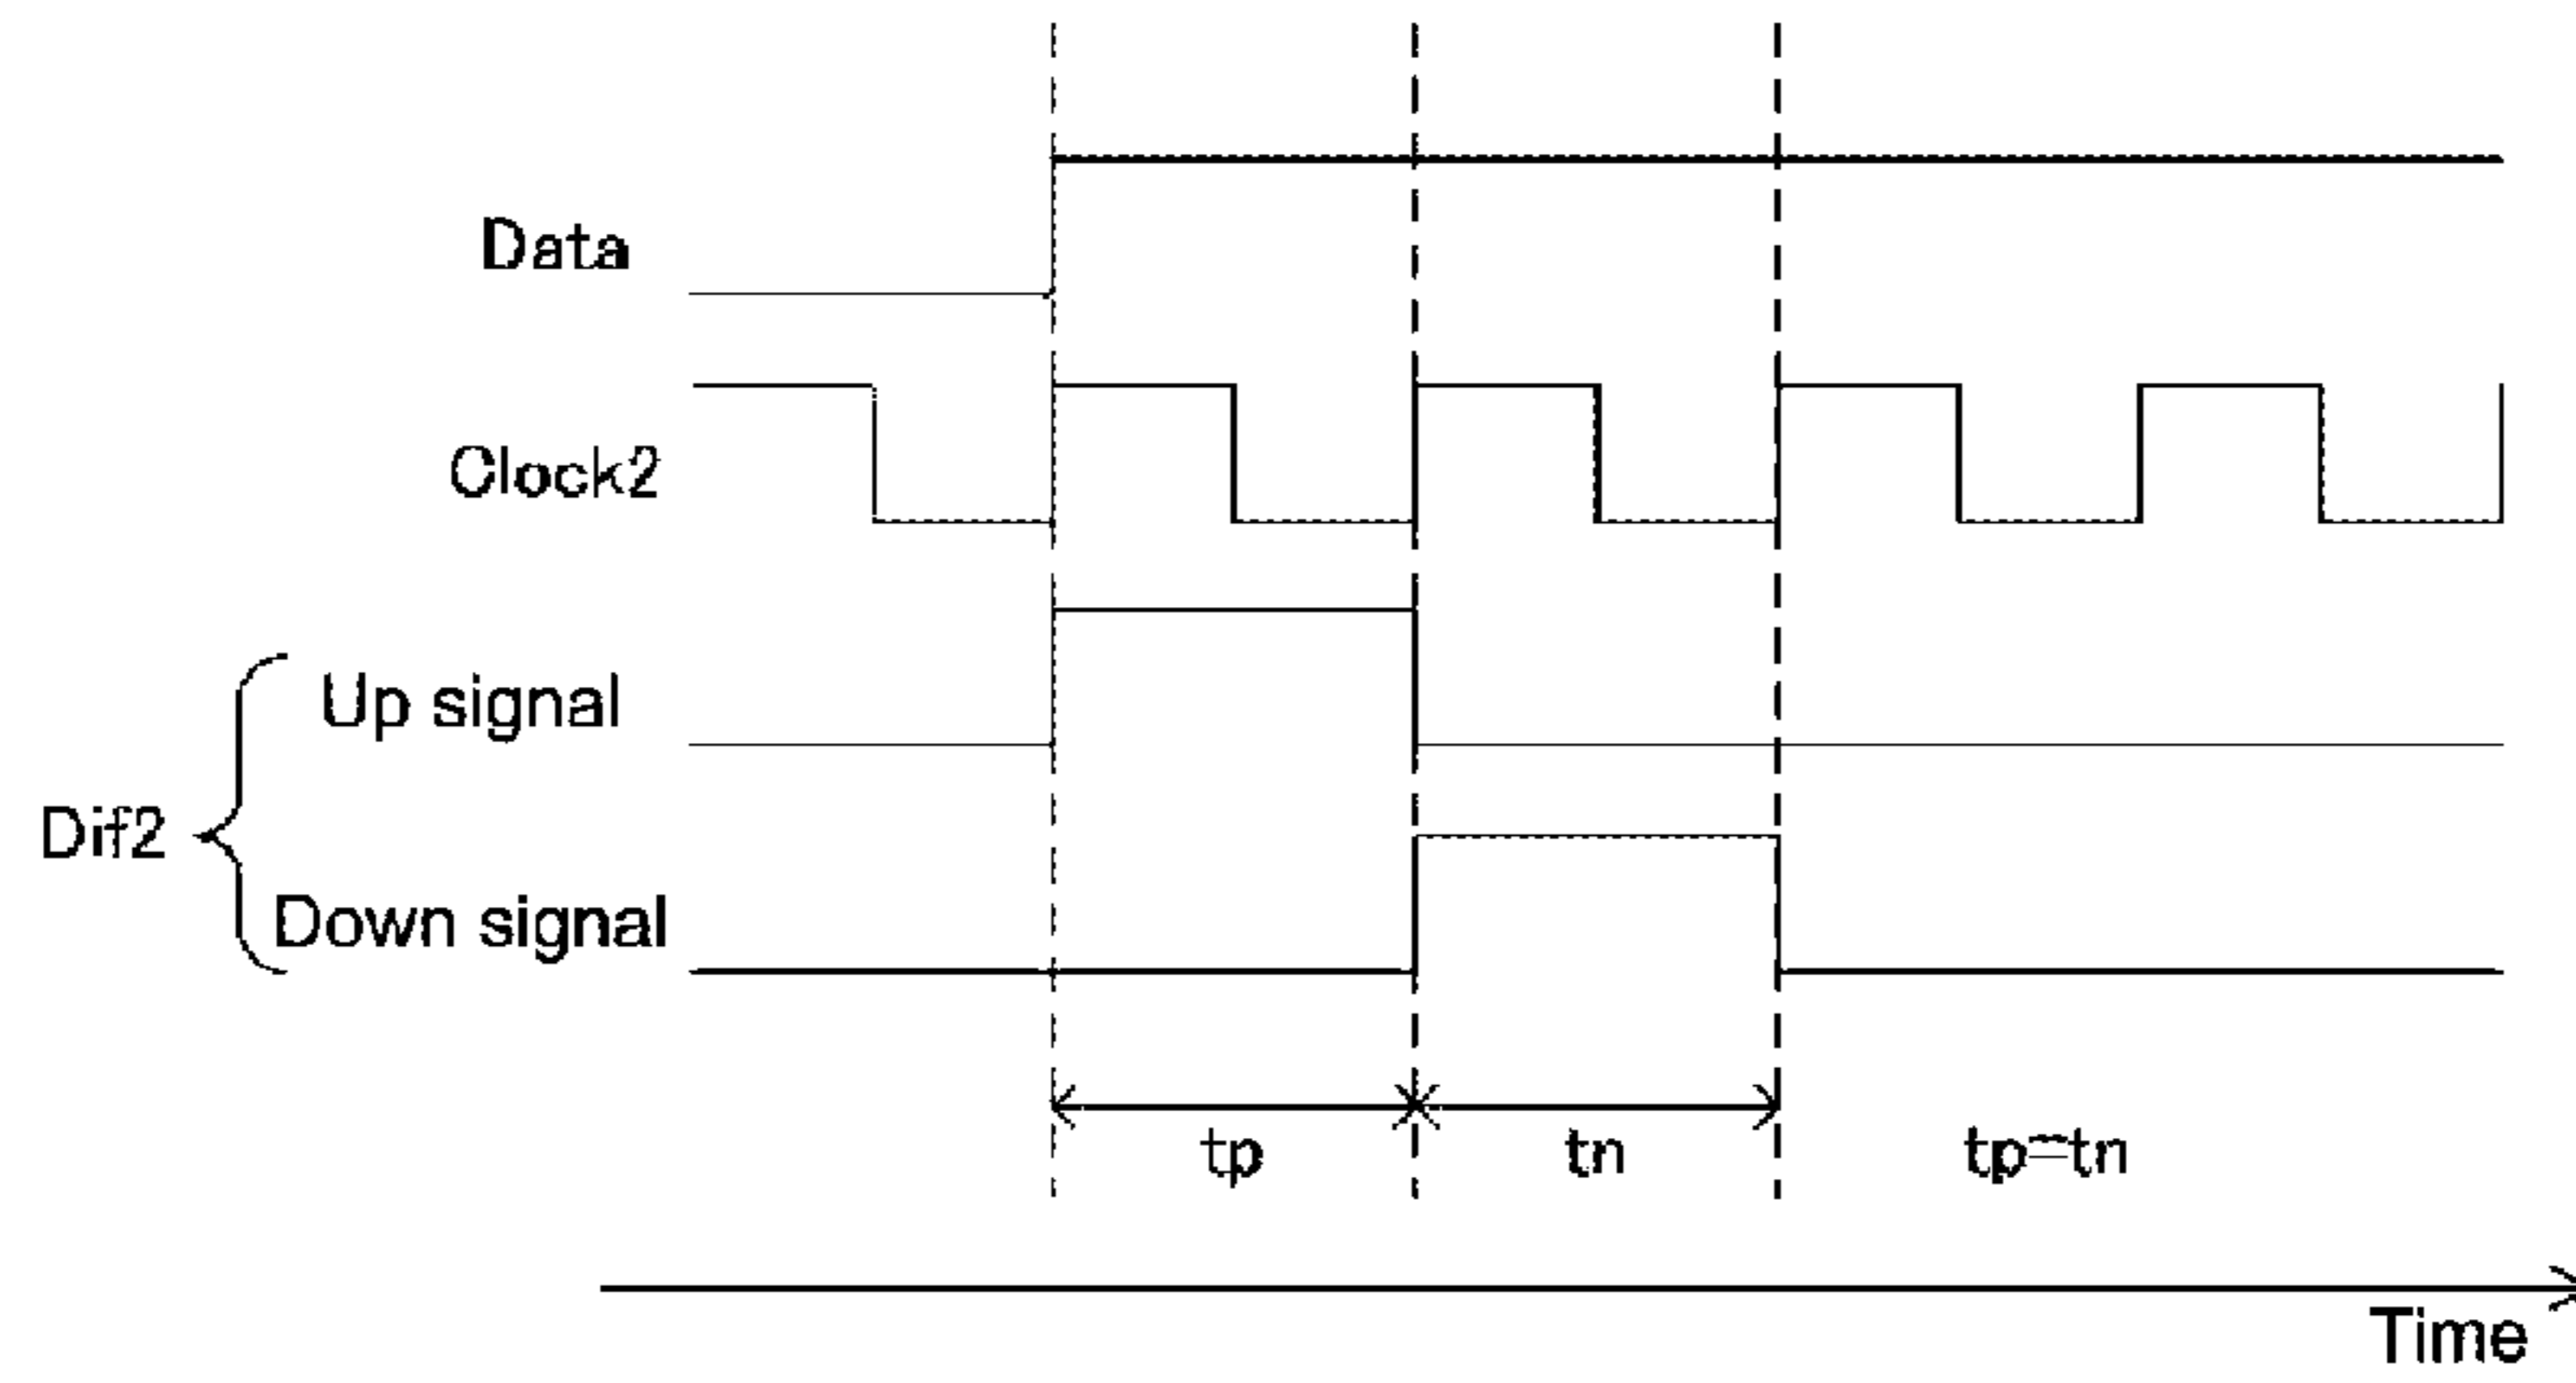 Data
Clock2
Up signal
Dif2
Down signal
tp
tn
tp=tn
Time